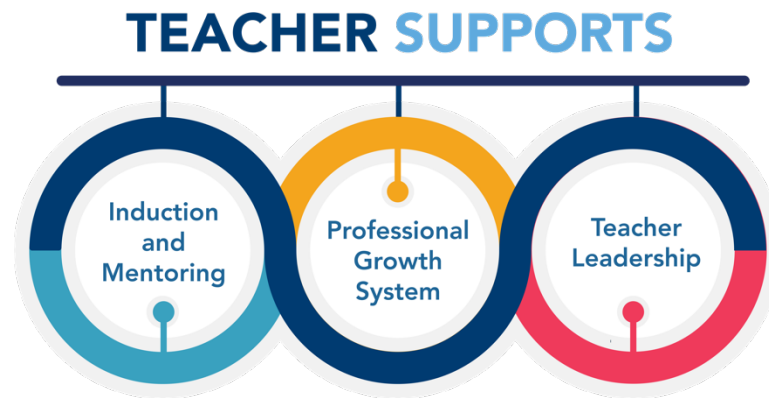 TEACHER SUPPORTS
Induction
and
Mentoring
Professional
Growth
System
Teacher
Leadership